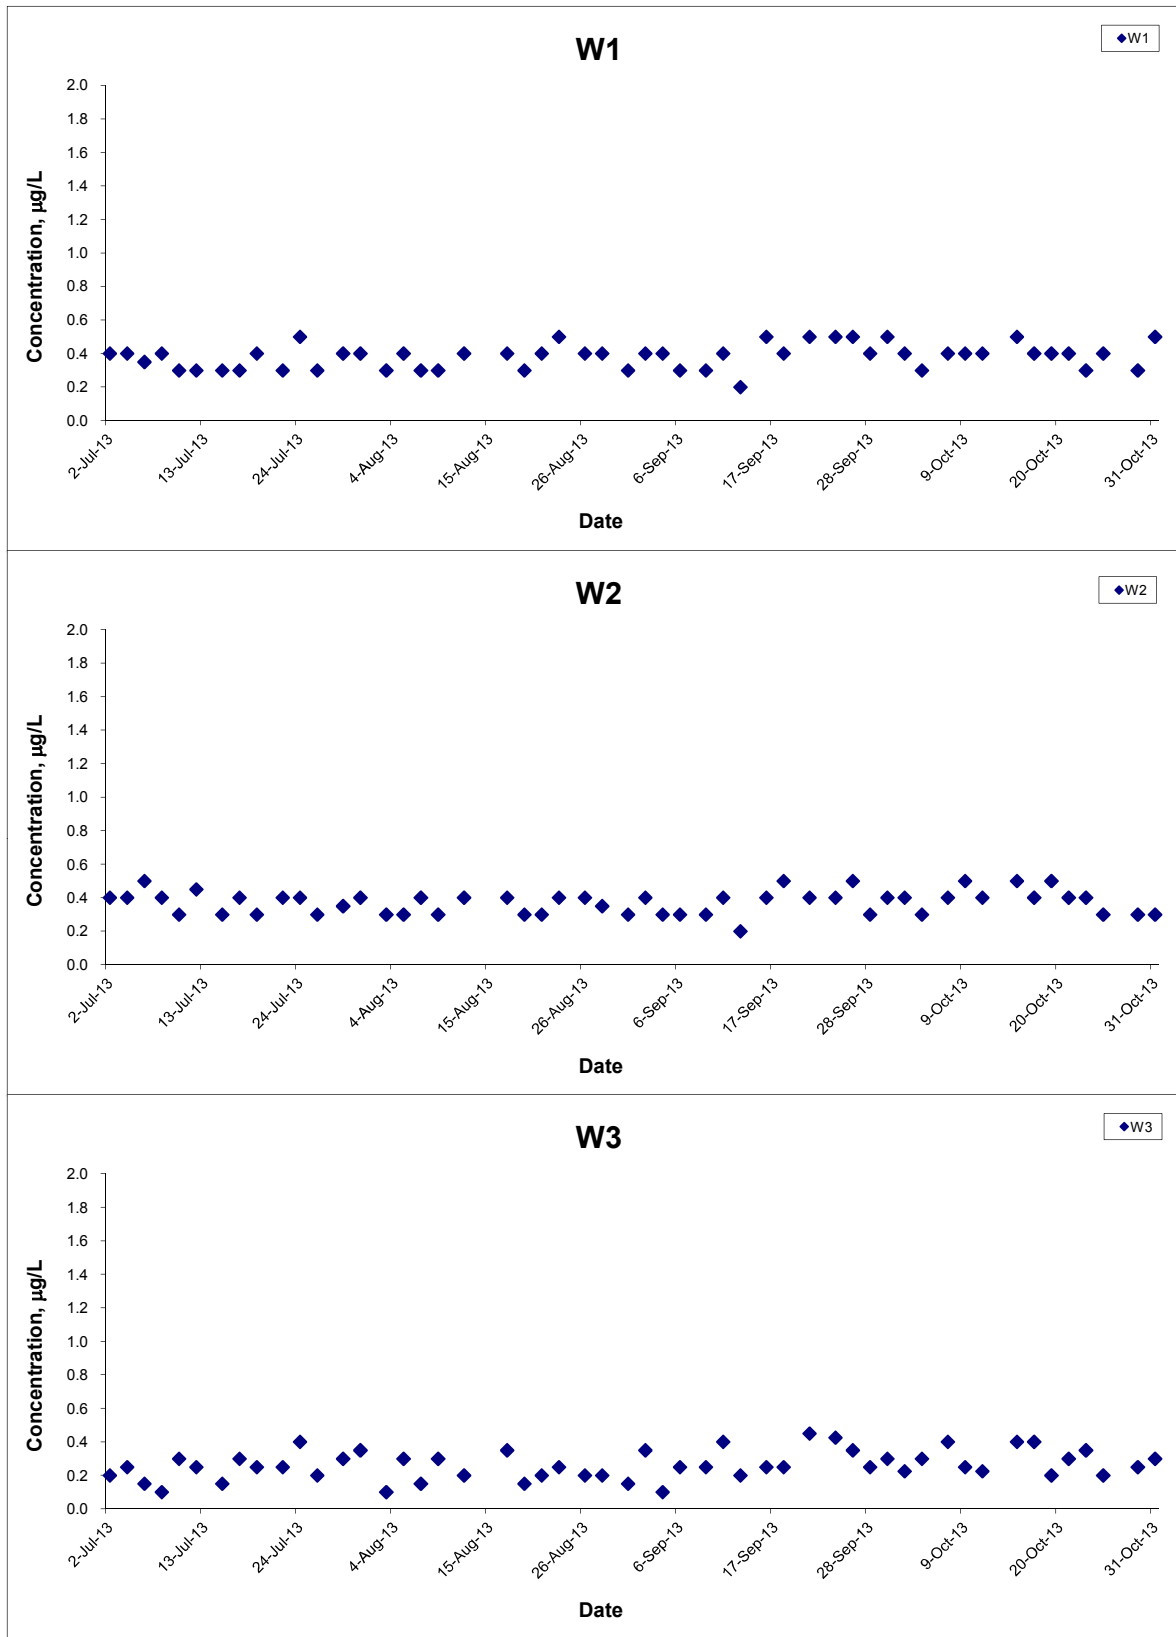 W1
W1
2.0
1.8
1.6
1.4
1.2
1.0
0.8
0.6
0.4
0.2
0.0
Concentration, µg/L
2-Jul-13
13-Jul-13
24-Jul-13
4-Aug-13
15-Aug-13
26-Aug-13
6-Sep-13
17-Sep-13
28-Sep-13
9-Oct-13
20-Oct-13
31-Oct-13
Date
W2
W2
2.0
1.8
1.6
1.4
1.2
1.0
0.8
0.6
0.4
0.2
0.0
Concentration, µg/L
2-Jul-13
13-Jul-13
24-Jul-13
4-Aug-13
15-Aug-13
26-Aug-13
6-Sep-13
17-Sep-13
28-Sep-13
9-Oct-13
20-Oct-13
31-Oct-13
Date
W3
W3
2.0
1.8
1.6
1.4
1.2
1.0
0.8
0.6
0.4
0.2
0.0
Concentration, µg/L
2-Jul-13
13-Jul-13
24-Jul-13
4-Aug-13
15-Aug-13
26-Aug-13
6-Sep-13
17-Sep-13
28-Sep-13
9-Oct-13
20-Oct-13
31-Oct-13
Date